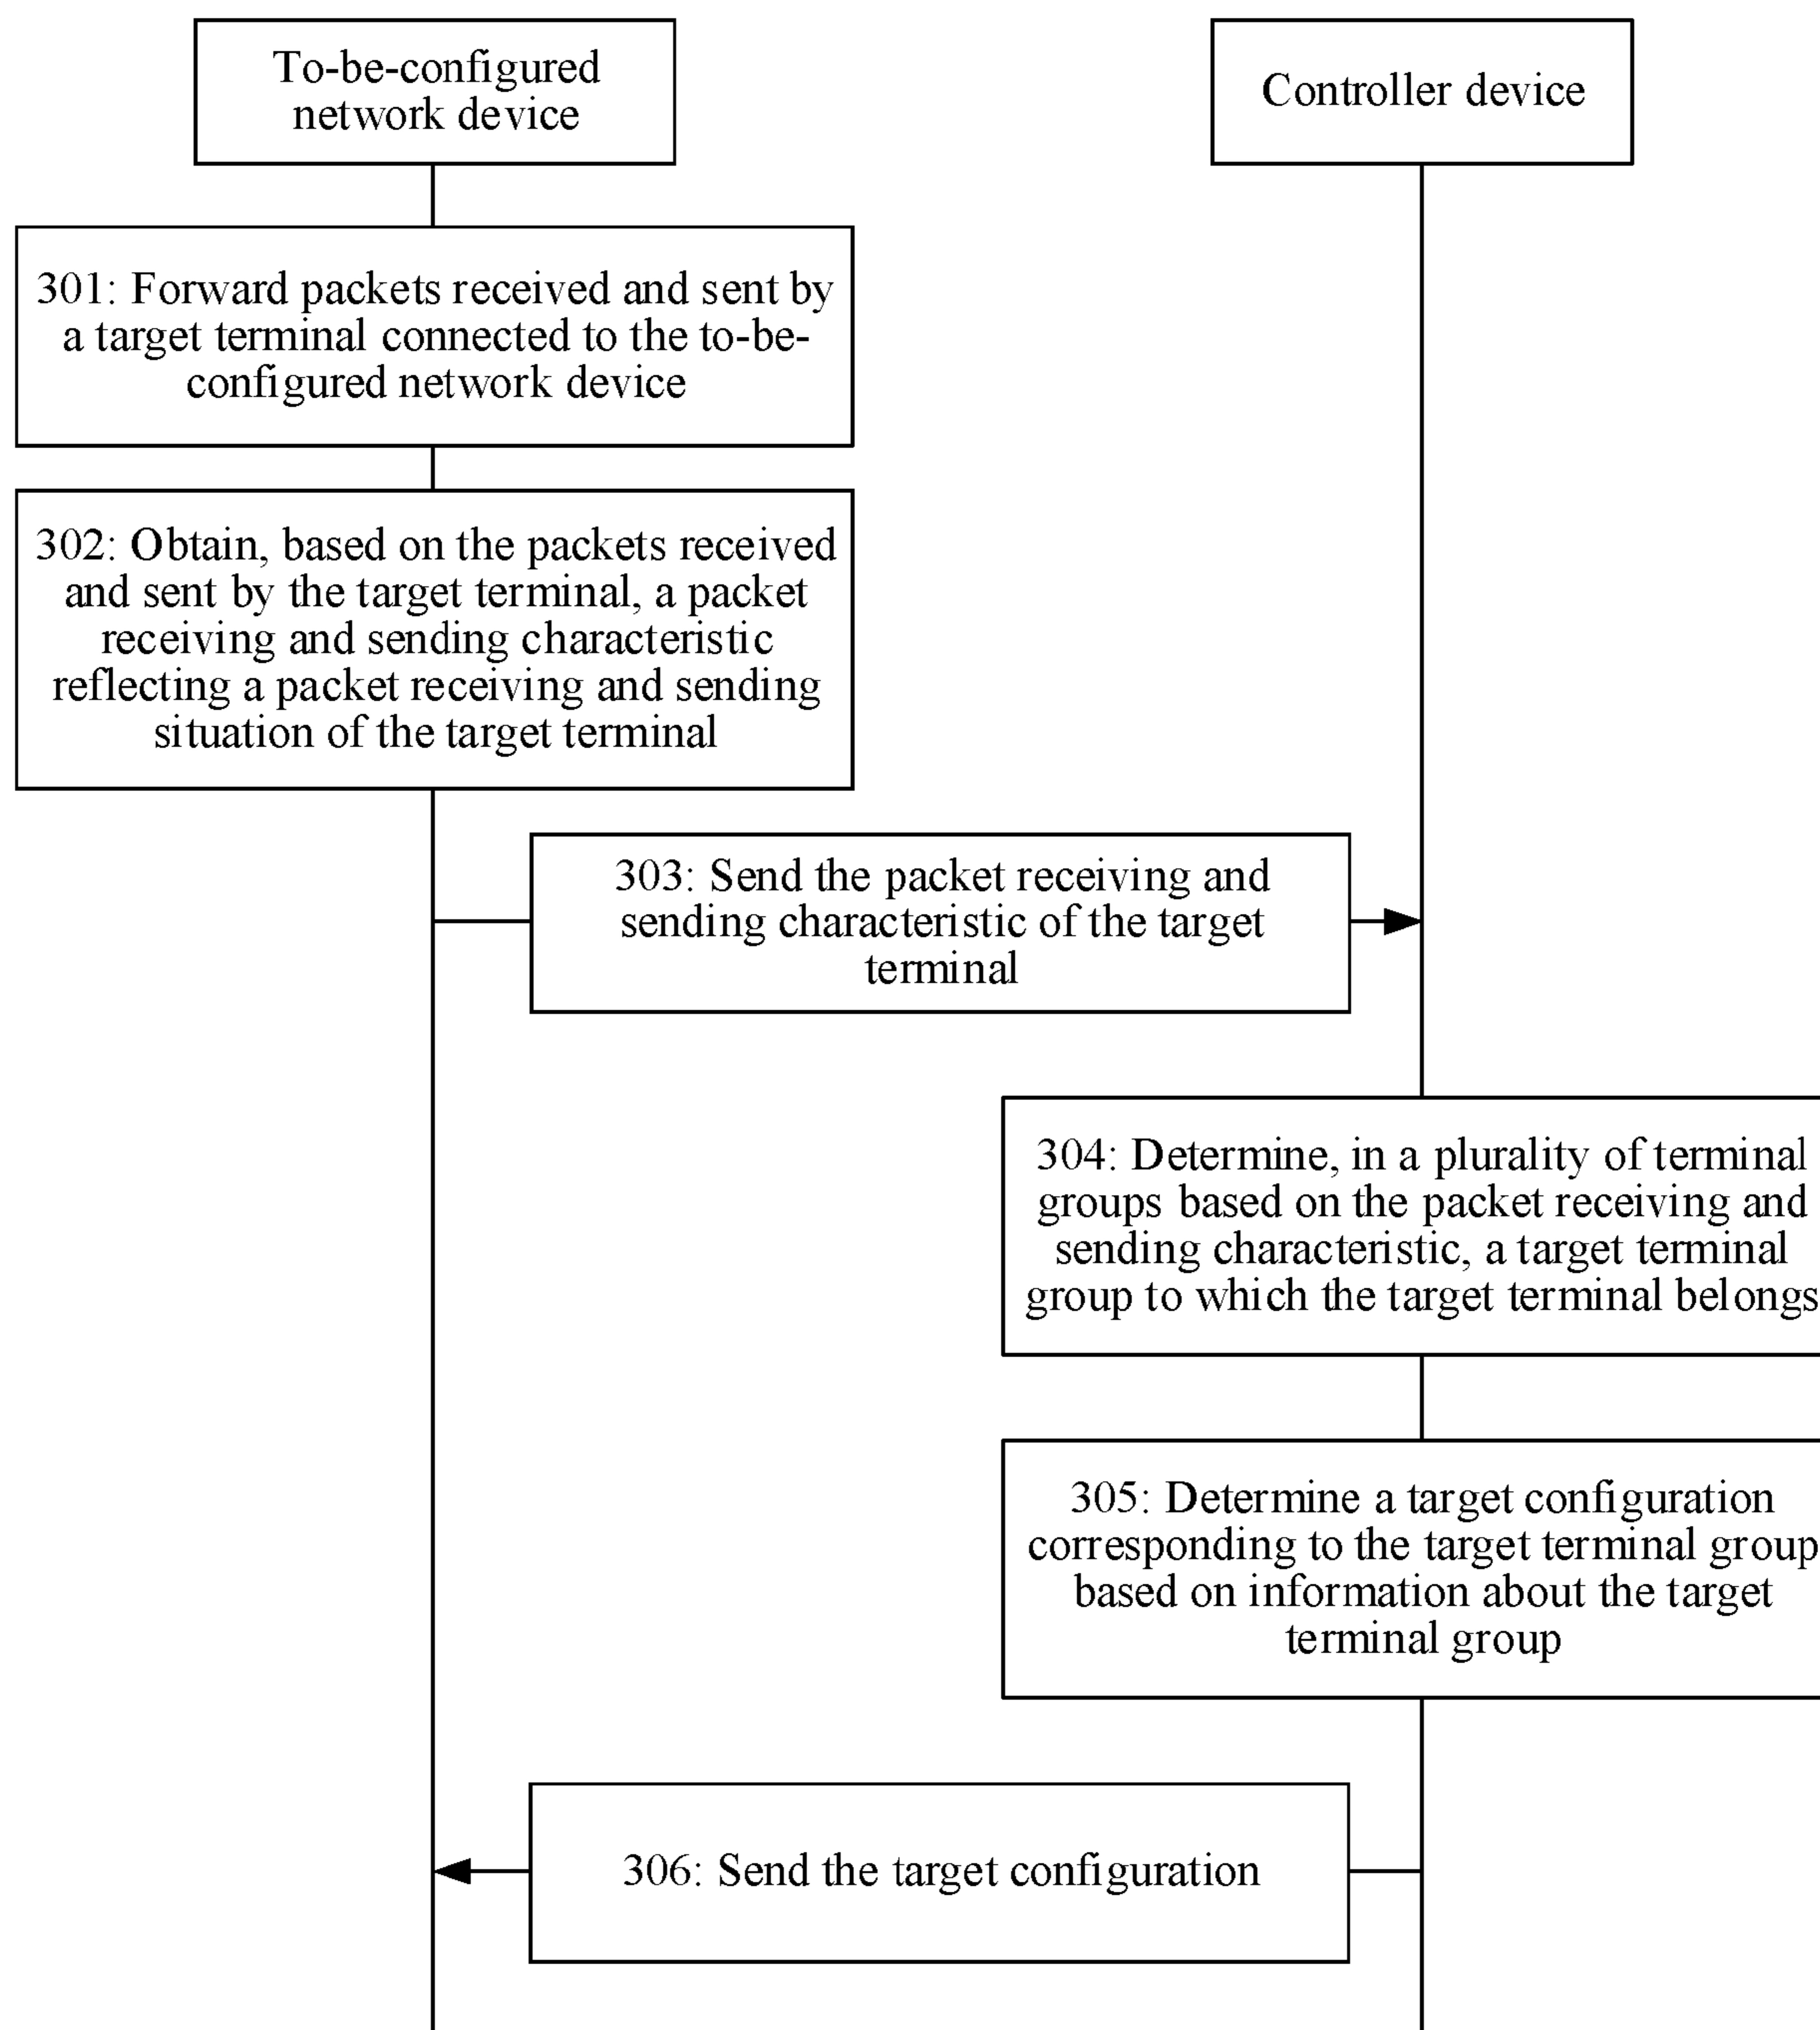 To-be-configured
network device
Controller device
301: Forward packets received and sent by
a target terminal connected to the to-be-
configured network device
302: Obtain, based on the packets received
and sent by the target terminal, a packet
receiving and sending characteristic
reflecting a packet receiving and sending
situation of the target terminal
303: Send the packet receiving and
sending characteristic of the target
terminal
304: Determine, in a plurality of terminal
groups based on the packet receiving and
sending characteristic, a target terminal
group to which the target terminal belongs
305: Determine a target configuration
corresponding to the target terminal group
based on information about the target
terminal group
306: Send the target configuration